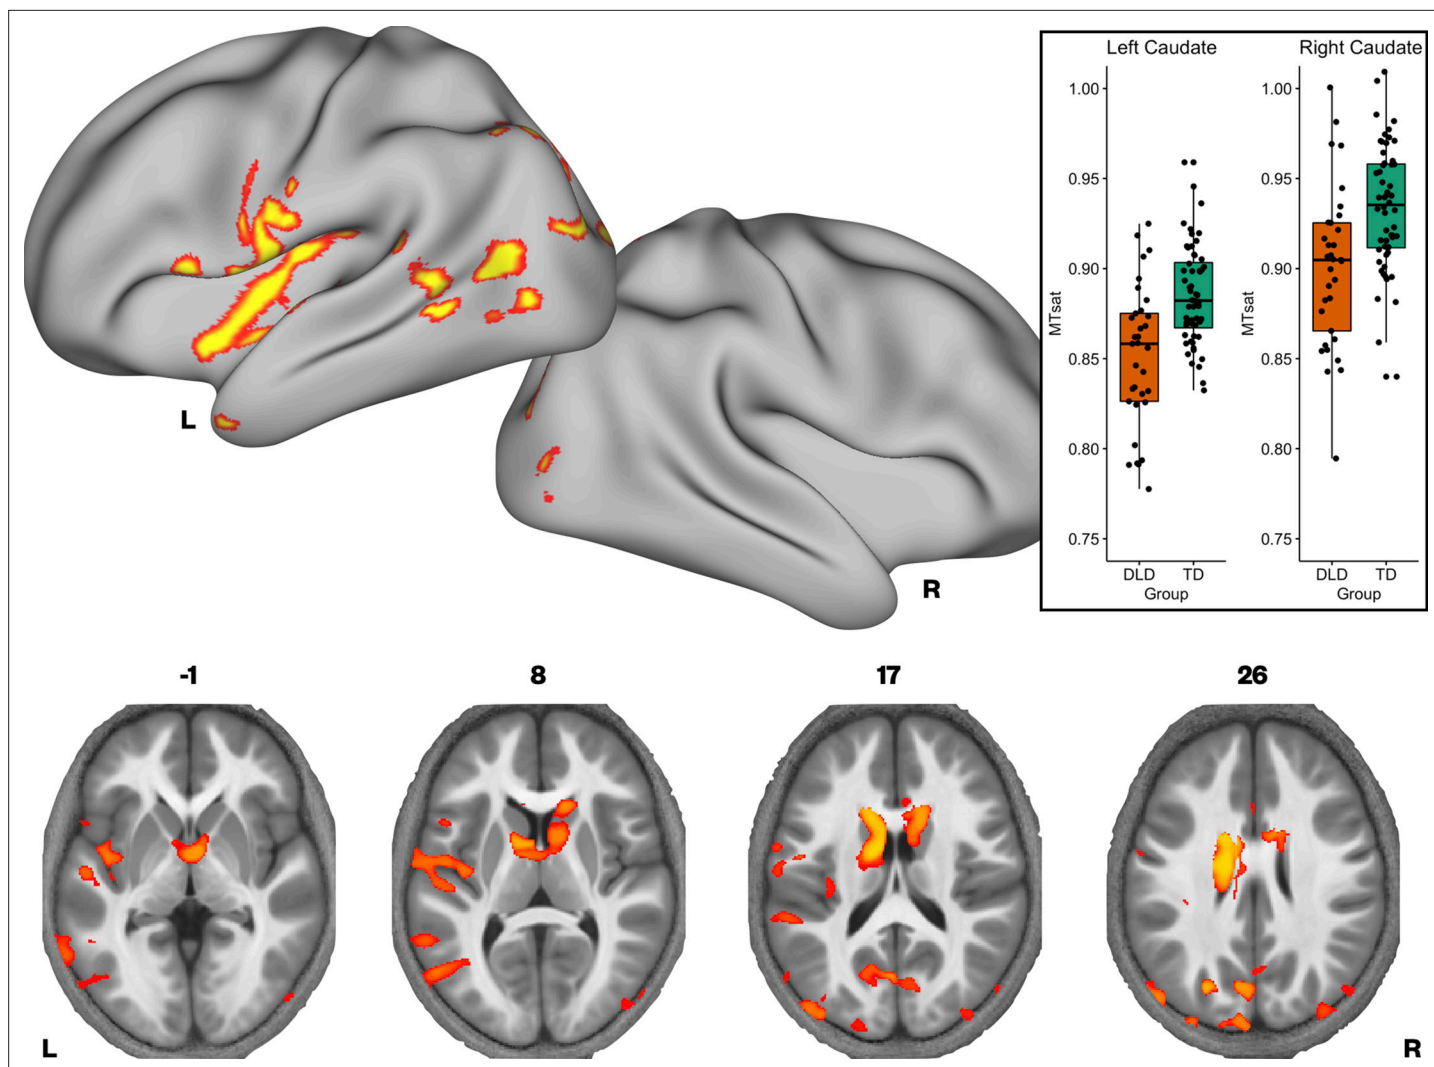 Left Caudate
Right Caudate
1.00
0.95
0.90
0.85
0.80
0.75
MTsat
DLD
TD
Group
1.00
0.95
0.90
0.85
0.80
0.75
MTsat
DLD
TD
Group
L
R
-1
8
17
26
L
R